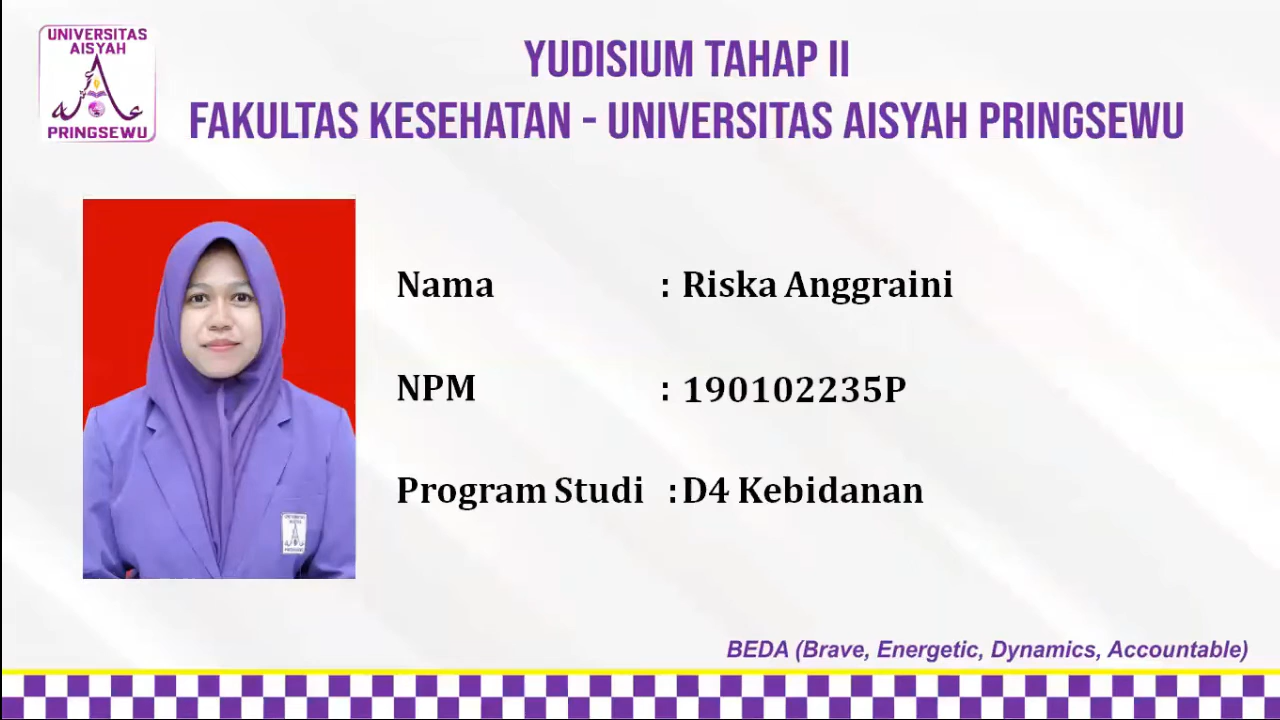 UNIVERSITAS
AISYAH
PRINGSEWU
YUDISIUM TAHAP II
FAKULTAS KESEHATAN - UNIVERSITAS AISYAH PRINGSEWU
Nama : Riska Anggraini
NPM : 190102235P
Program Studi : D4 Kebidanan
BEDA (Brave, Energetic, Dynamics, Accountable)